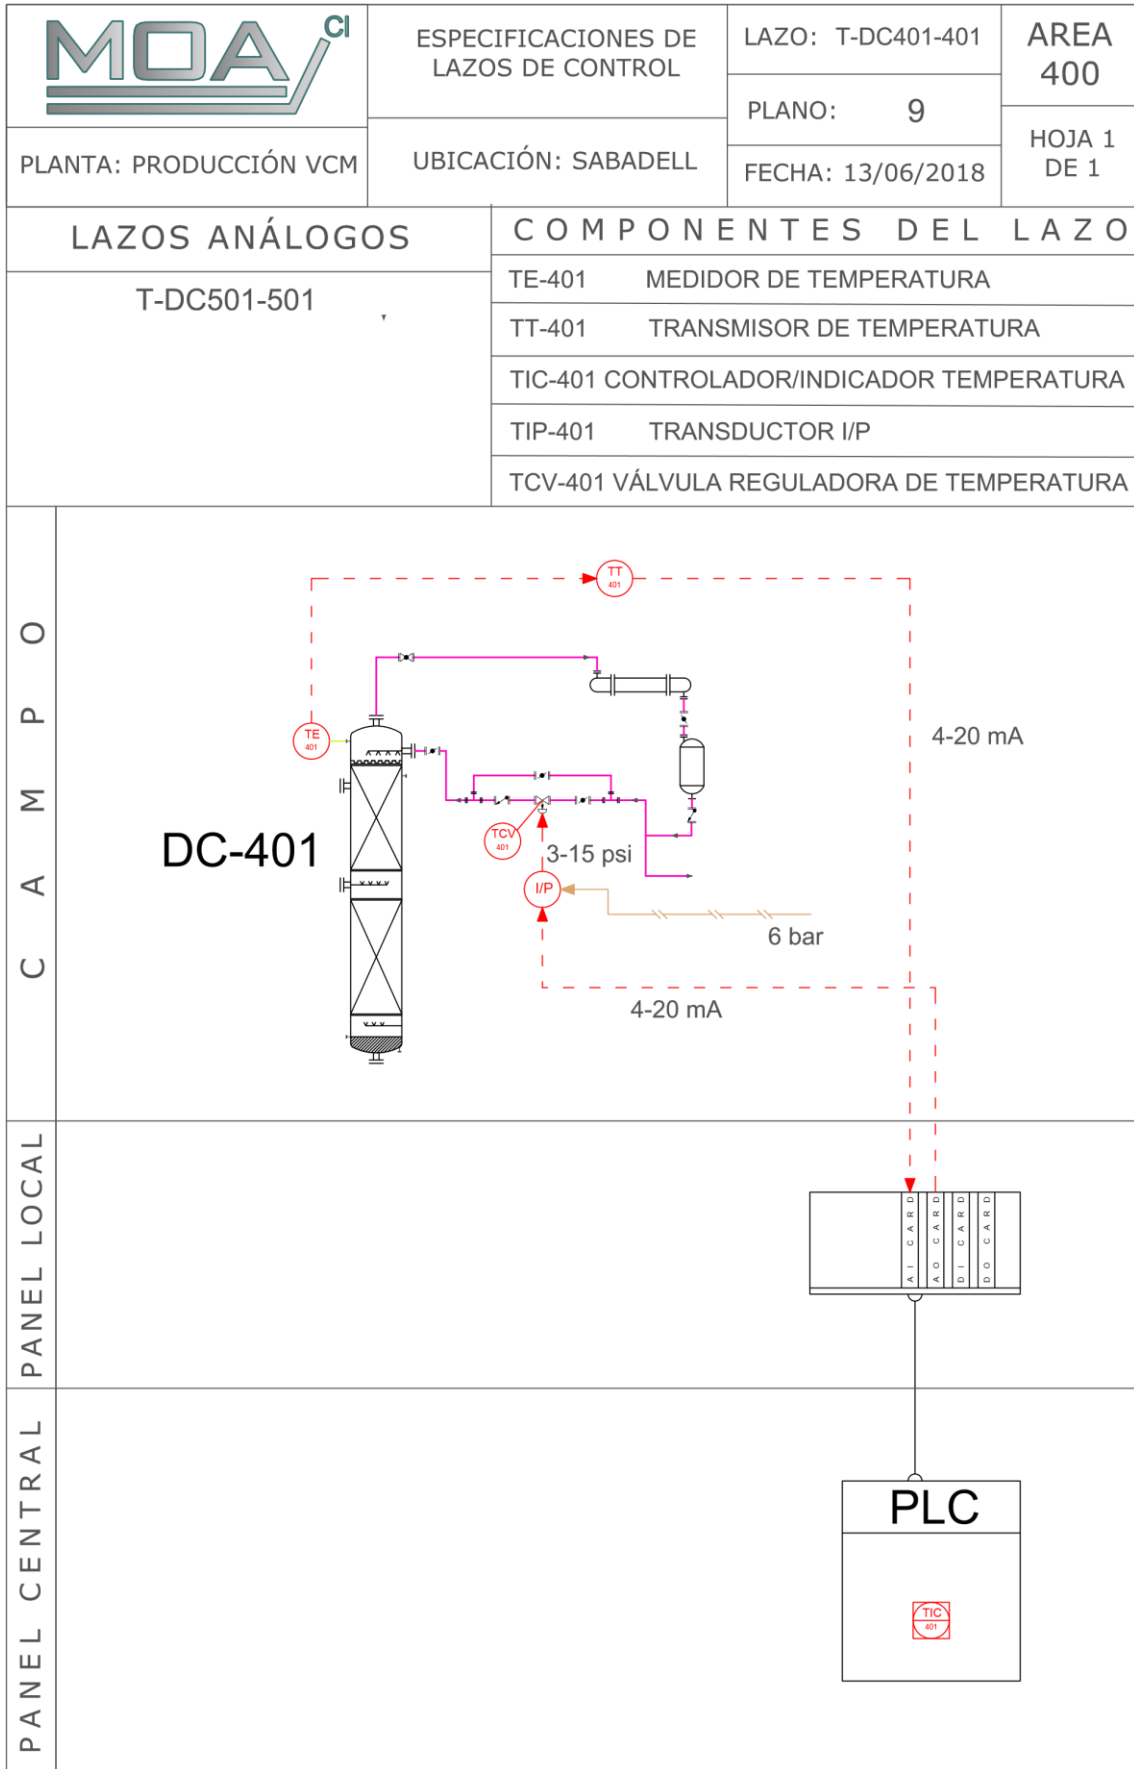 MOA CI
ESPECIFICACIONES DE
LAZOS DE CONTROL
LAZO: T-DC401-401
AREA
400
PLANO: 9
PLANTA: PRODUCCIÓN VCM
UBICACIÓN: SABADELL
FECHA: 13/06/2018
HOJA 1
DE 1
LAZOS ANÁLOGOS
T-DC501-501
COMPONENTES DEL LAZO
TE-401 MEDIDOR DE TEMPERATURA
TT-401 TRANSMISOR DE TEMPERATURA
TIC-401 CONTROLADOR/INDICADOR TEMPERATURA
TIP-401 TRANSDUCTOR I/P
TCV-401 VÁLVULA REGULADORA DE TEMPERATURA
CAMPO
TT
401
TE
401
4-20 mA
DC-401
TCV
401
3-15 psi
I/P
6 bar
4-20 mA
PANEL LOCAL
AI CARD
AO CARD
DI CARD
DO CARD
PANEL CENTRAL
PLC
TIC
401